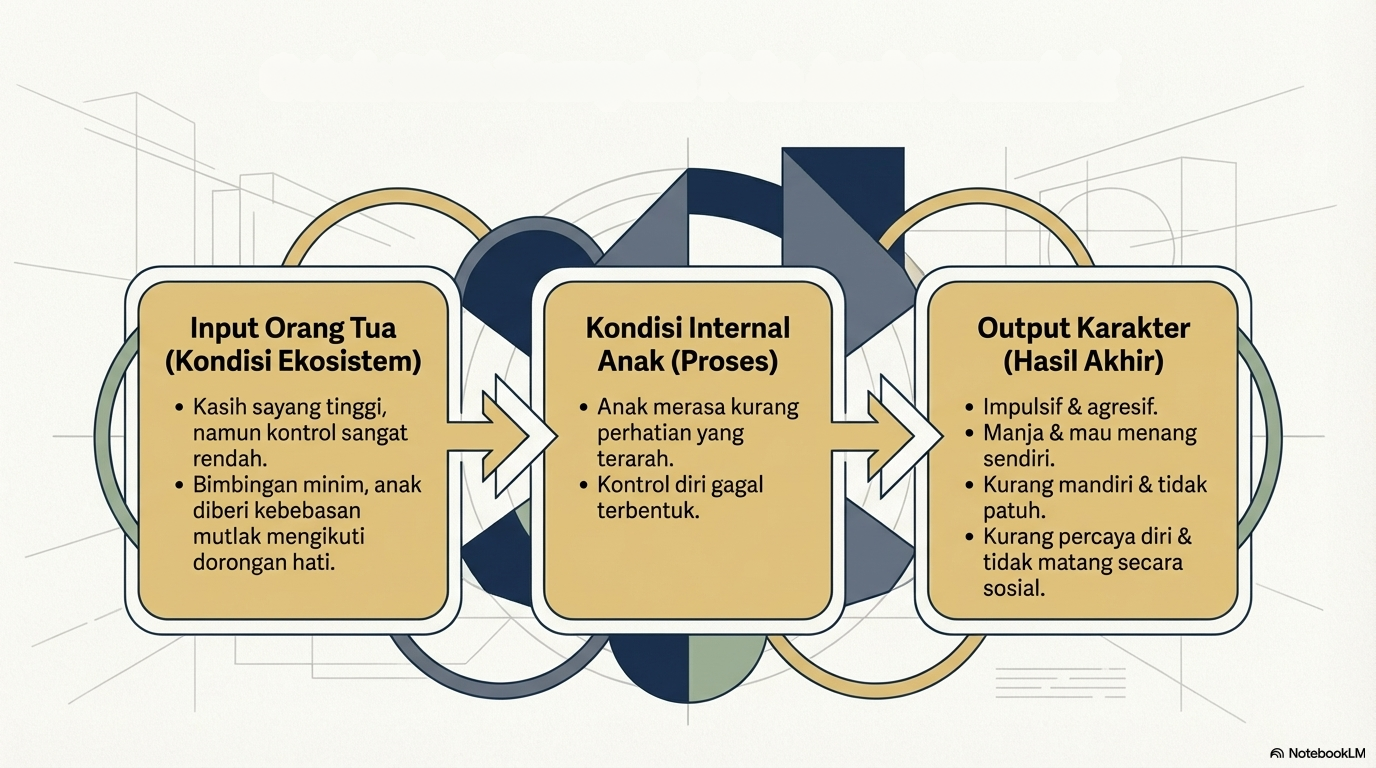 Input Orang Tua
(Kondisi Ekosistem)
• Kasih sayang tinggi,
namun kontrol sangat
rendah.
• Bimbingan minim, anak
diberi kebebasan
mutlak mengikuti
dorongan hati.
Kondisi Internal
Anak (Proses)
• Anak merasa kurang
perhatian yang
terarah.
• Kontrol diri gagal
terbentuk.
Output Karakter
(Hasil Akhir)
• Impulsif & agresif.
• Manja & mau menang
sendiri.
• Kurang mandiri & tidak
patuh.
• Kurang percaya diri &
tidak matang secara
sosial.
NotebookLM